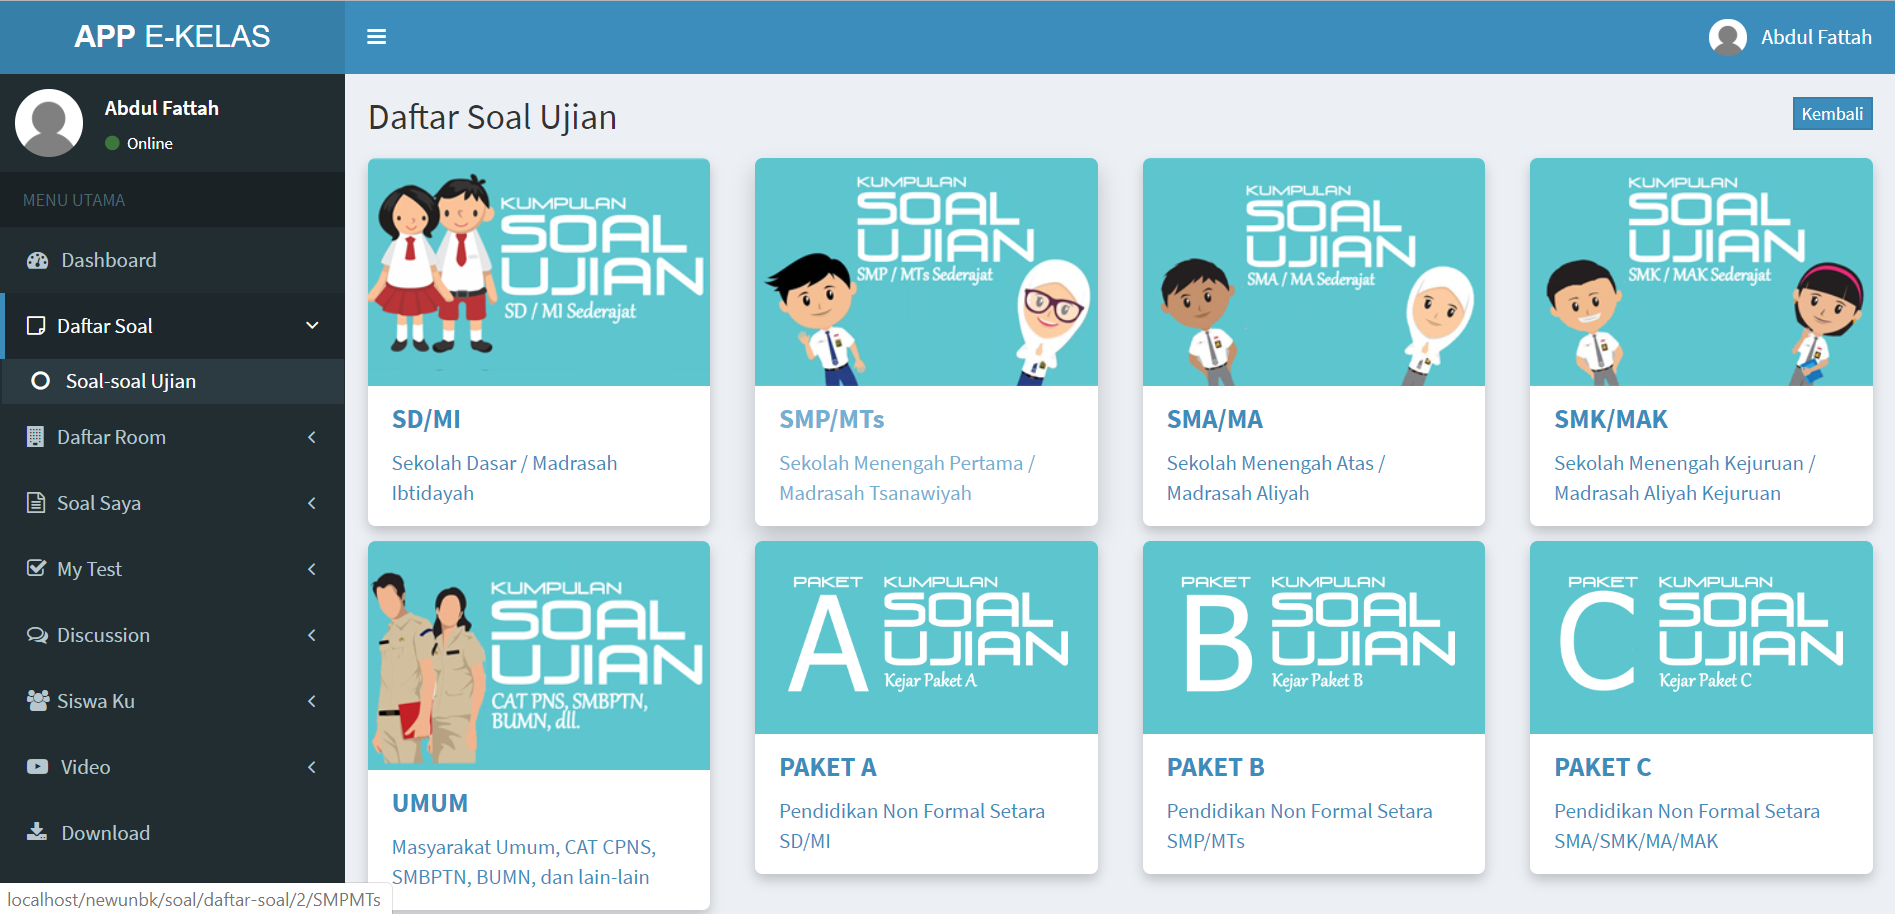 APP E-KELAS
Abdul Fattah
Abdul Fattah
Online
MENU UTAMA
Dashboard
Daftar Soal
Soal-soal Ujian
Daftar Room
Soal Saya
My Test
Discussion
Siswa Ku
Video
Download
localhost/newunbk/soal/daftar-soal/2/SMPMTs
Daftar Soal Ujian
Kembali
KUMPULAN
SOAL
UJIAN
SD / MI Sederajat
SD/MI
Sekolah Dasar / Madrasah
Ibtidayah
KUMPULAN
SOAL
UJIAN
SMP / MTs Sederajat
SMP/MTs
Sekolah Menengah Pertama /
Madrasah Tsanawiyah
KUMPULAN
SOAL
UJIAN
SMA / MA Sederajat
SMA/MA
Sekolah Menengah Atas /
Madrasah Aliyah
KUMPULAN
SOAL
UJIAN
SMK / MAK Sederajat
SMK/MAK
Sekolah Menengah Kejuruan /
Madrasah Aliyah Kejuruan
KUMPULAN
SOAL
UJIAN
CAT PNS, SMBPTN,
BUMN, dll.
UMUM
Masyarakat Umum, CAT CPNS,
SMBPTN, BUMN, dan lain-lain
PAKET
A
KUMPULAN
SOAL
UJIAN
Kejar Paket A
PAKET A
Pendidikan Non Formal Setara
SD/MI
PAKET
B
KUMPULAN
SOAL
UJIAN
Kejar Paket B
PAKET B
Pendidikan Non Formal Setara
SMP/MTs
PAKET
C
KUMPULAN
SOAL
UJIAN
Kejar Paket C
PAKET C
Pendidikan Non Formal Setara
SMA/SMK/MA/MAK